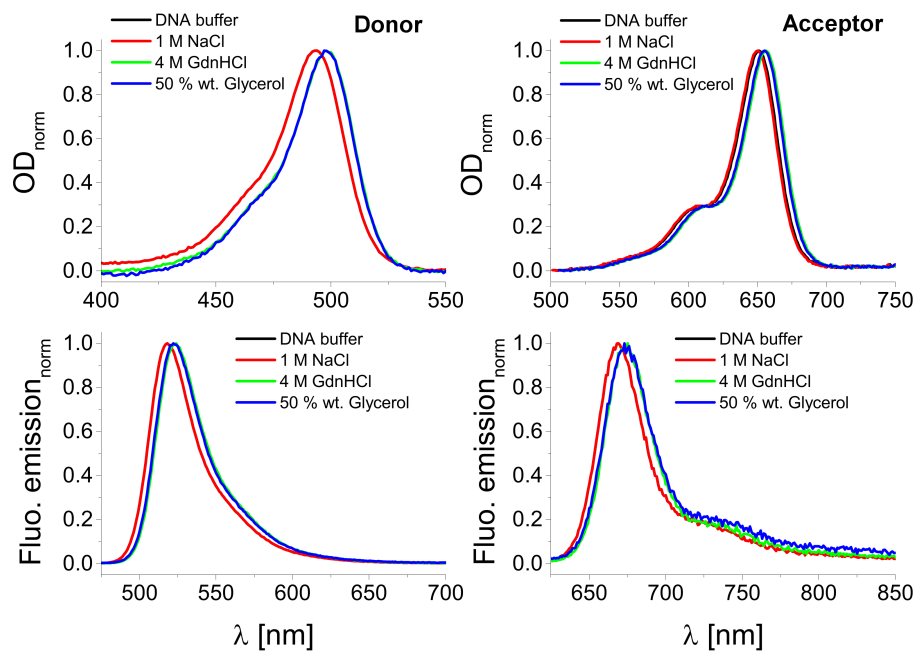 Donor
DNA buffer
1 M NaCl
4 M GdnHCl
50 % wt. Glycerol
OD norm
1.0
0.8
0.6
0.4
0.2
0.0
400 450 500 550
Acceptor
DNA buffer
1 M NaCl
4 M GdnHCl
50 % wt. Glycerol
OD norm
1.0
0.8
0.6
0.4
0.2
0.0
500 550 600 650 700 750
DNA buffer
1 M NaCl
4 M GdnHCl
50 % wt. Glycerol
Fluo. emission norm
1.0
0.8
0.6
0.4
0.2
0.0
500 550 600 650 700
λ [nm]
DNA buffer
1 M NaCl
4 M GdnHCl
50 % wt. Glycerol
Fluo. emission norm
1.0
0.8
0.6
0.4
0.2
0.0
650 700 750 800 850
λ [nm]